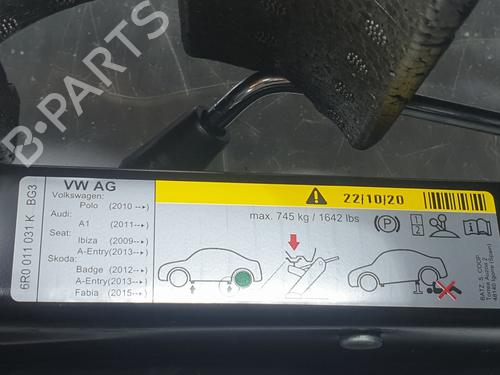 B-PARTS
6R0 011 031 K BG3
VW AG
Volkswagen:
Polo (2010--►)
Audi:
A1 (2011--►)
Seat:
Ibiza (2009--►)
A-Entry(2013--►)
Skoda:
Badge (2012--►)
A-Entry(2013--►)
Fabia (2015--►)
22/10/20
max. 745 kg / 1642 lbs
P
1
2
BATZ, S. COOP.